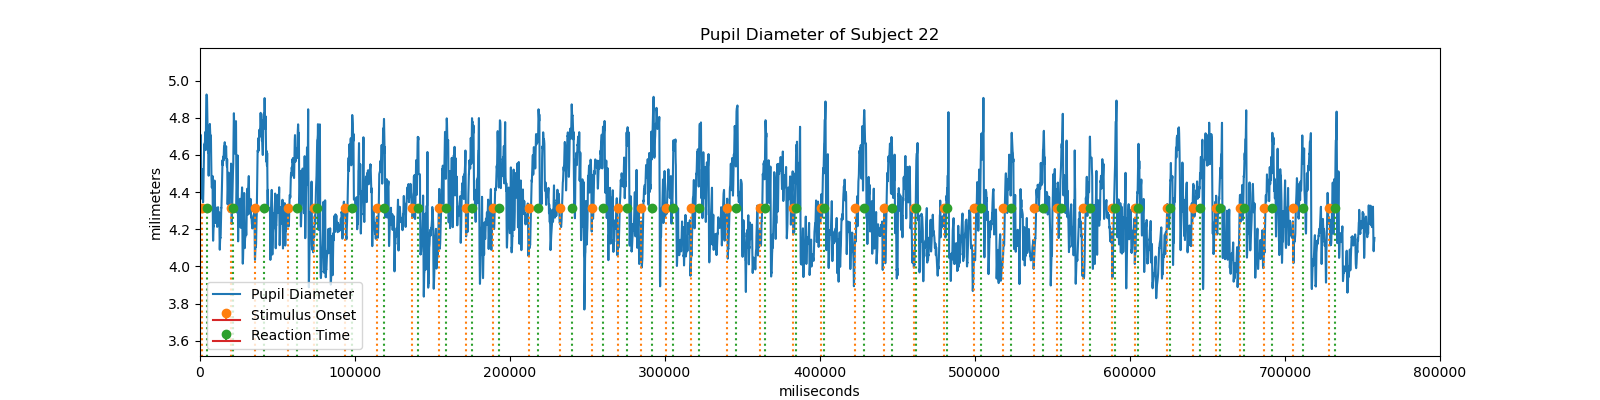 Pupil Diameter of Subject 22
milimeters
5.0
4.8
4.6
4.4
4.2
4.0
3.8
3.6
Pupil Diameter
Stimulus Onset
Reaction Time
0 100000 200000 300000 400000 500000 600000 700000 800000
miliseconds